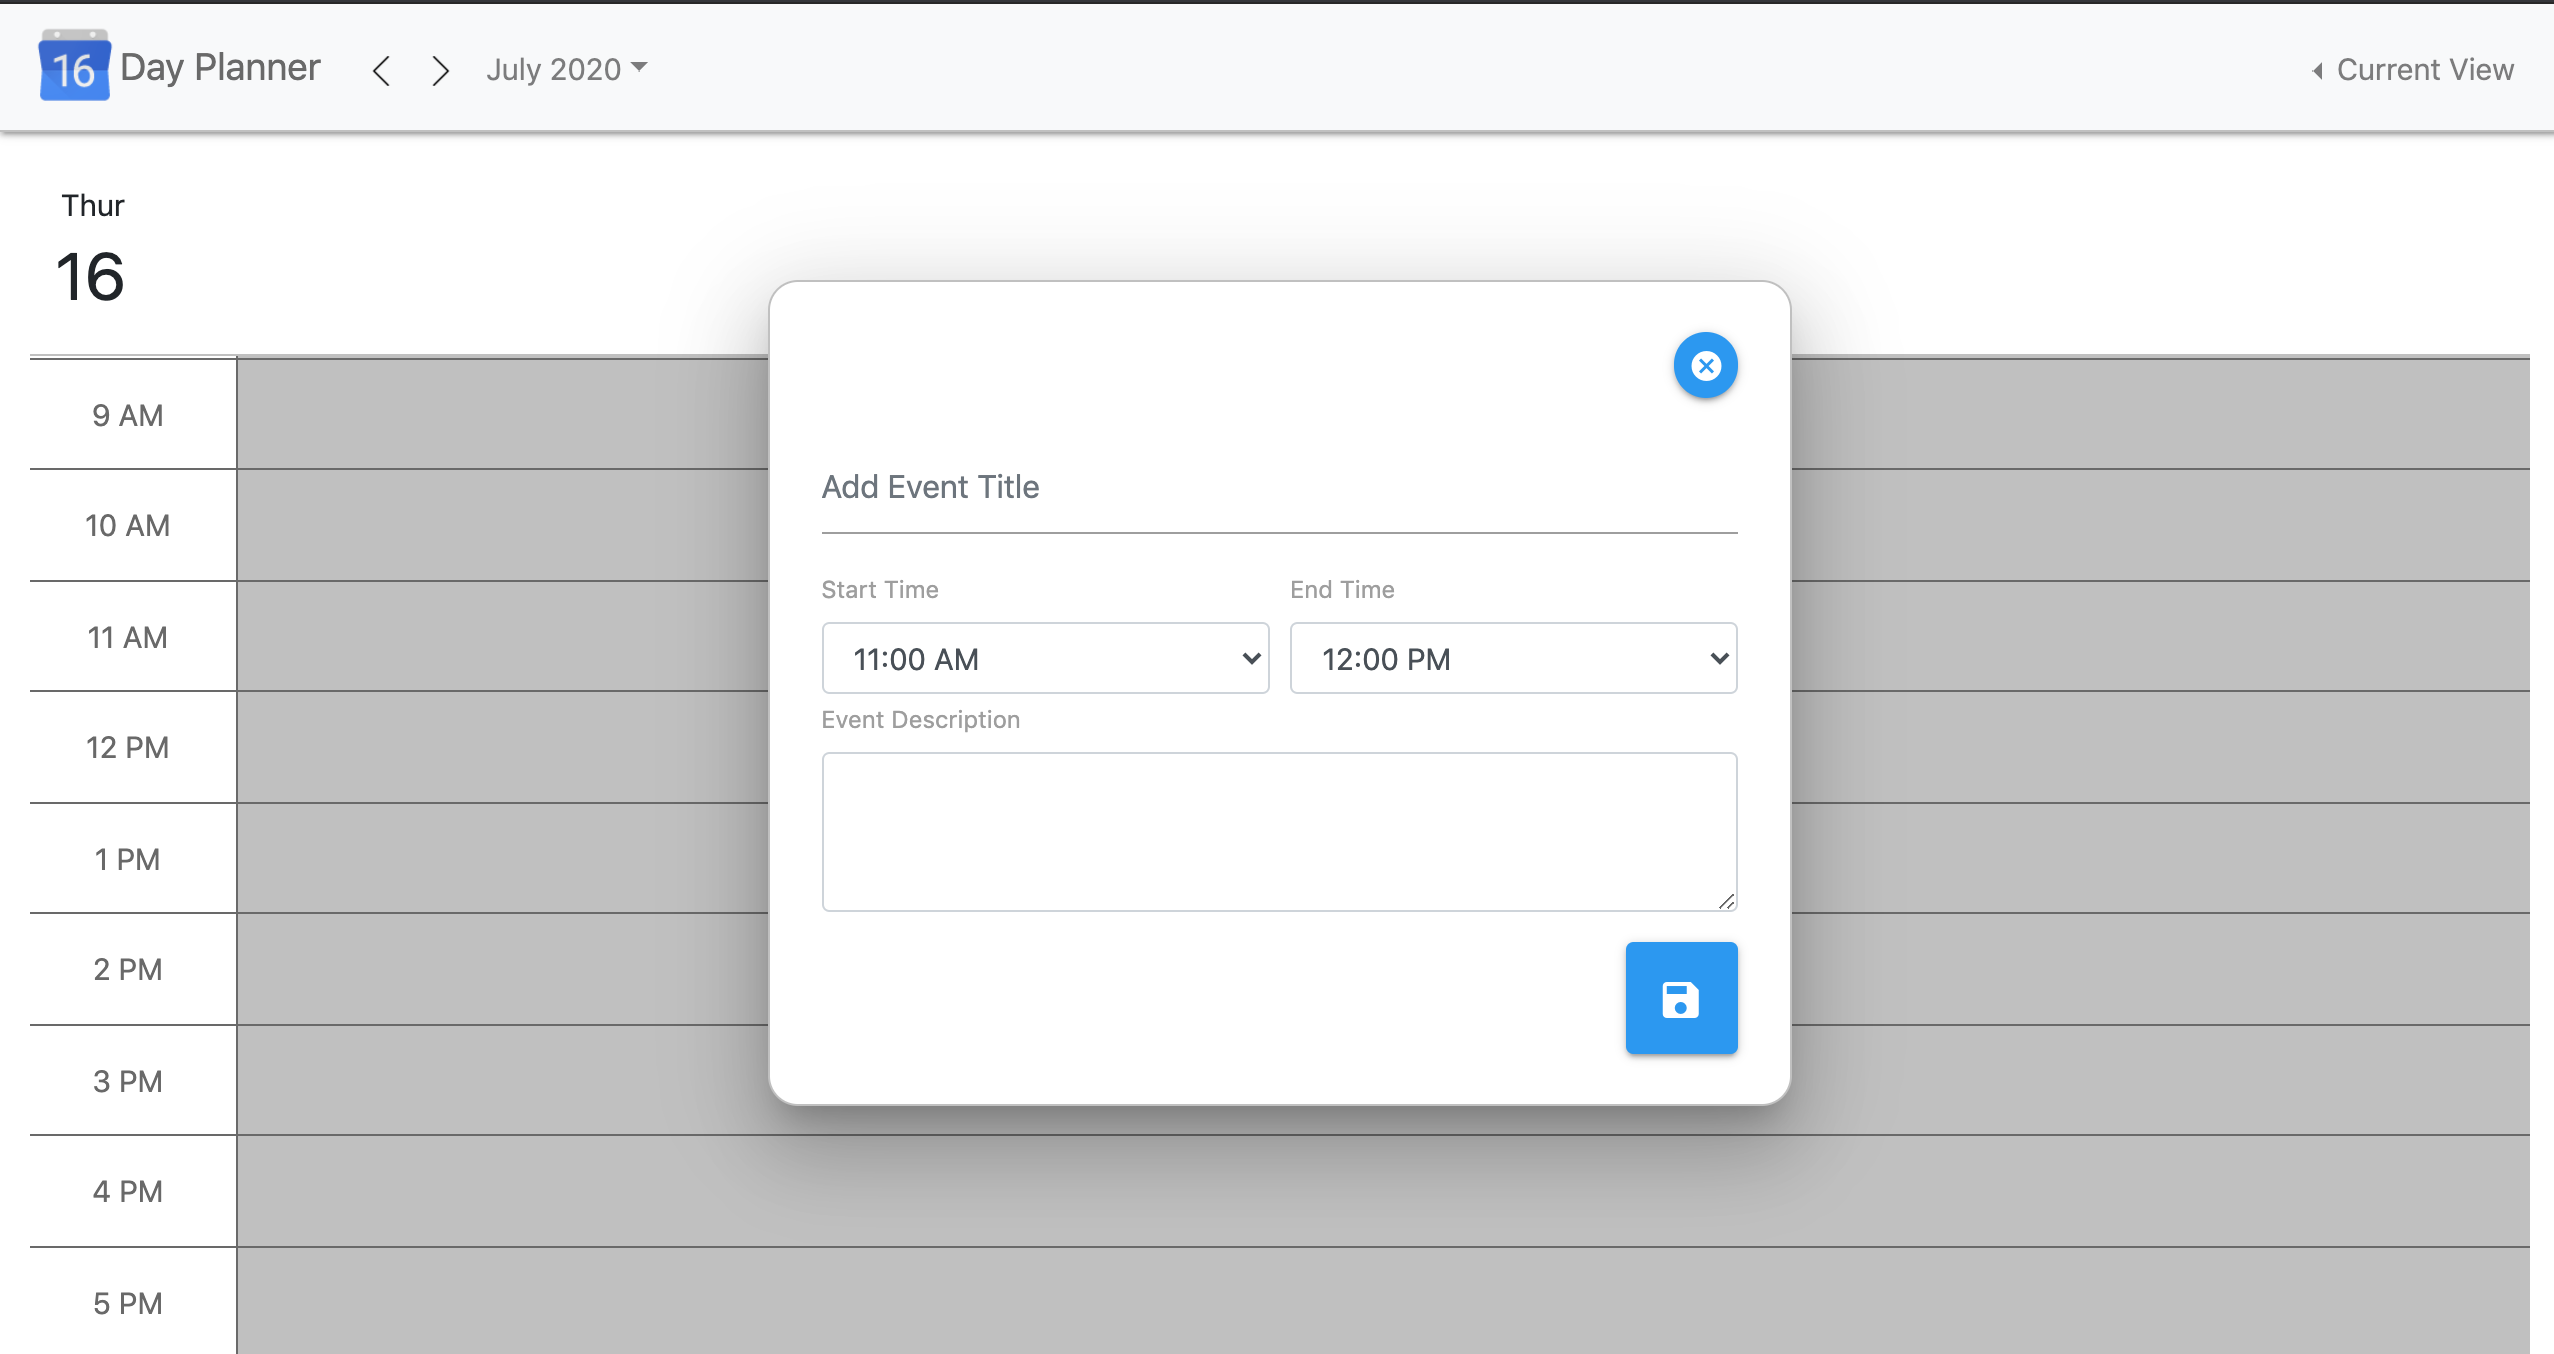 16 Day Planner July 2020 Current View
Thur
16
9 AM
10 AM
11 AM
12 PM
1 PM
2 PM
3 PM
4 PM
5 PM
Add Event Title
Start Time End Time
11:00 AM 12:00 PM
Event Description